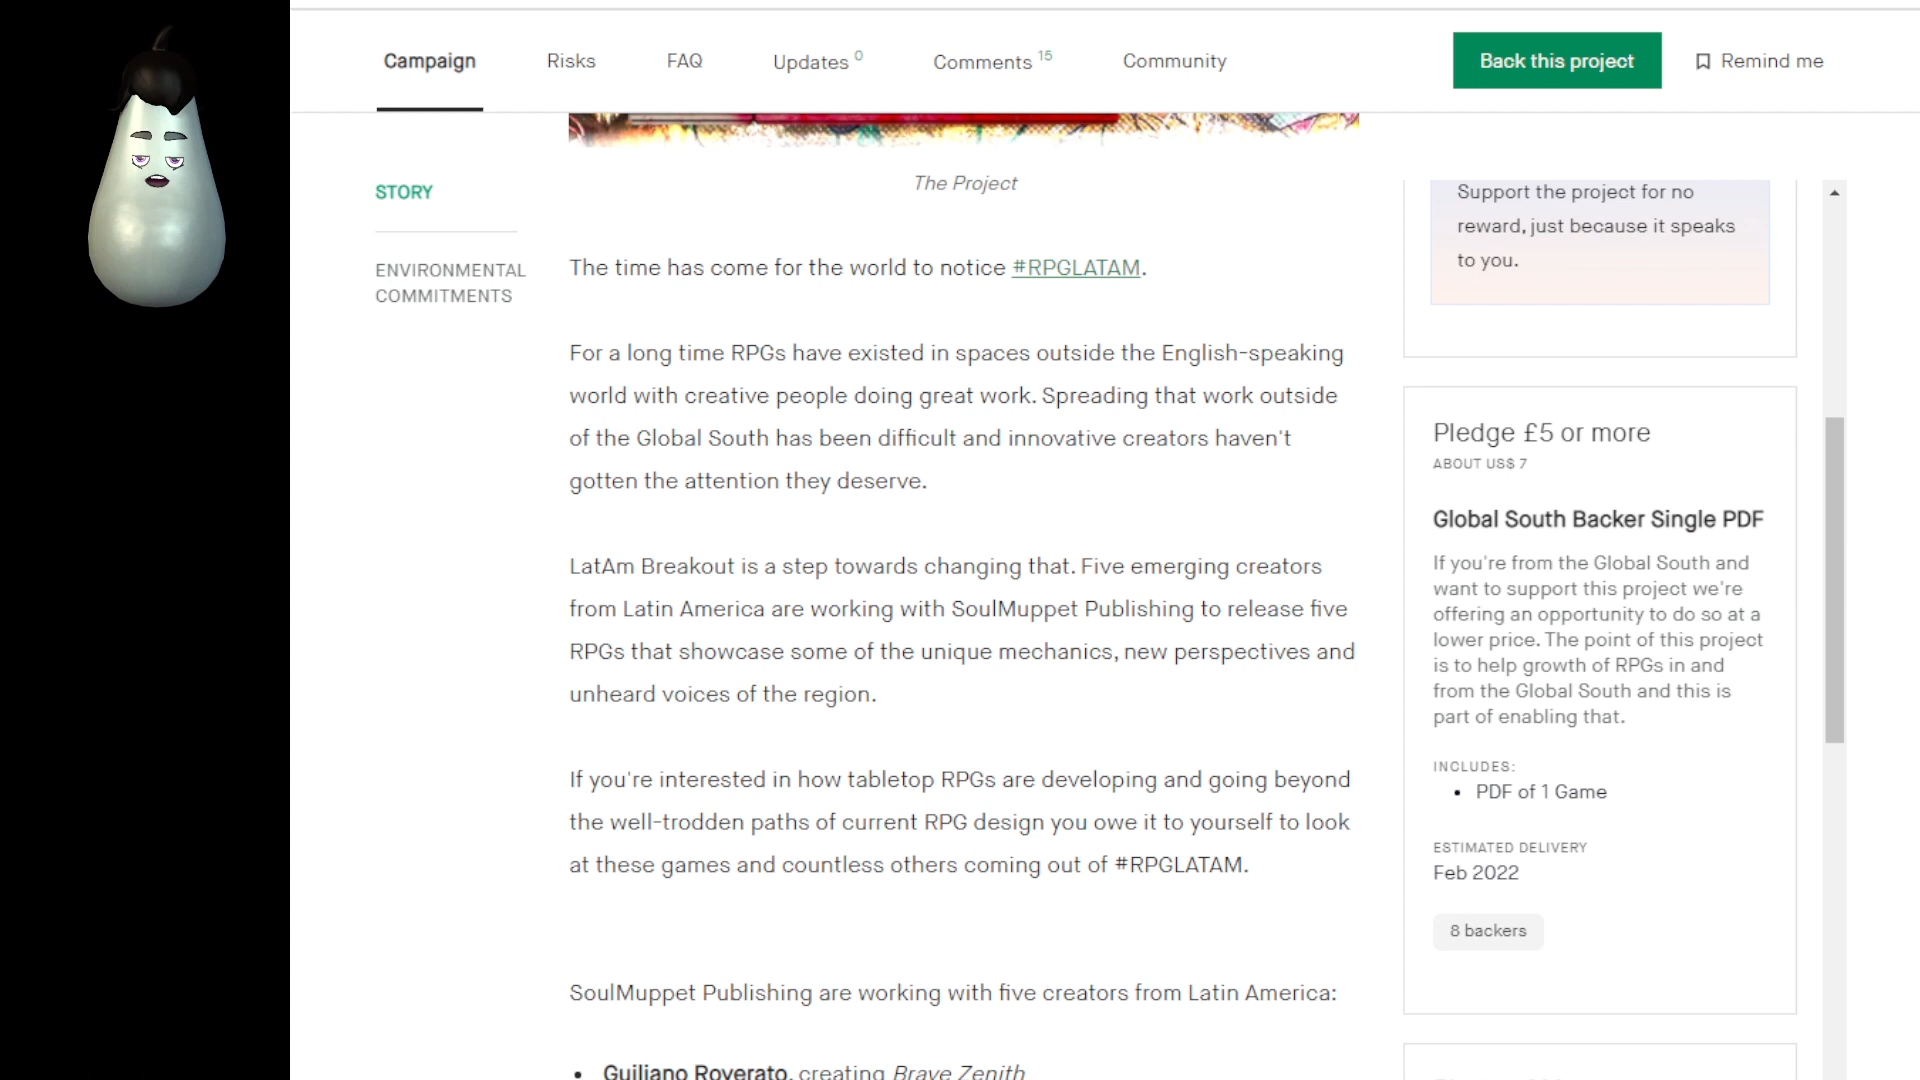 Campaign
Risks
FAQ
Updates 0
Comments 15
Community
Back this project
Remind me
STORY
ENVIRONMENTAL
COMMITMENTS
The Project
The time has come for the world to notice #RPGLATAM.
For a long time RPGs have existed in spaces outside the English-speaking
world with creative people doing great work. Spreading that work outside
of the Global South has been difficult and innovative creators haven't
gotten the attention they deserve.
LatAm Breakout is a step towards changing that. Five emerging creators
from Latin America are working with SoulMuppet Publishing to release five
RPGs that showcase some of the unique mechanics, new perspectives and
unheard voices of the region.
If you're interested in how tabletop RPGs are developing and going beyond
the well-trodden paths of current RPG design you owe it to yourself to look
at these games and countless others coming out of #RPGLATAM.
SoulMuppet Publishing are working with five creators from Latin America:
• Guiliano Roverato, creating Brave Zenith
Support the project for no
reward, just because it speaks
to you.
Pledge £5 or more
ABOUT US$ 7
Global South Backer Single PDF
If you're from the Global South and
want to support this project we're
offering an opportunity to do so at a
lower price. The point of this project
is to help growth of RPGs in and
from the Global South and this is
part of enabling that.
INCLUDES:
• PDF of 1 Game
ESTIMATED DELIVERY
Feb 2022
8 backers